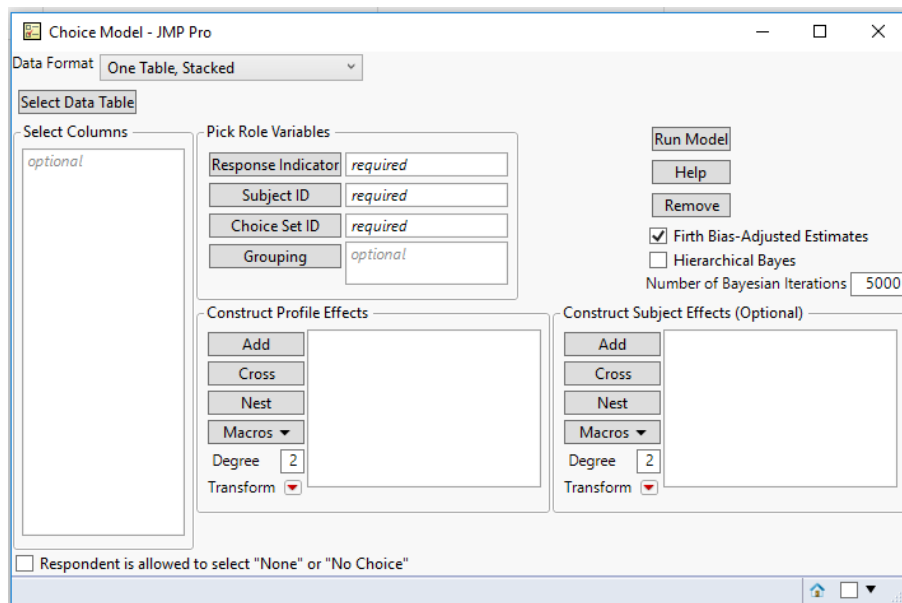 Choice Model - JMP Pro
Data Format One Table, Stacked
Select Data Table
Select Columns
optional
Pick Role Variables
Response Indicator required
Subject ID required
Choice Set ID required
Grouping optional
Run Model
Help
Remove
Firth Bias-Adjusted Estimates
Hierarchical Bayes
Number of Bayesian Iterations 5000
Construct Profile Effects
Add
Cross
Nest
Macros
Degree 2
Transform
Construct Subject Effects (Optional)
Add
Cross
Nest
Macros
Degree 2
Transform
Respondent is allowed to select "None" or "No Choice"